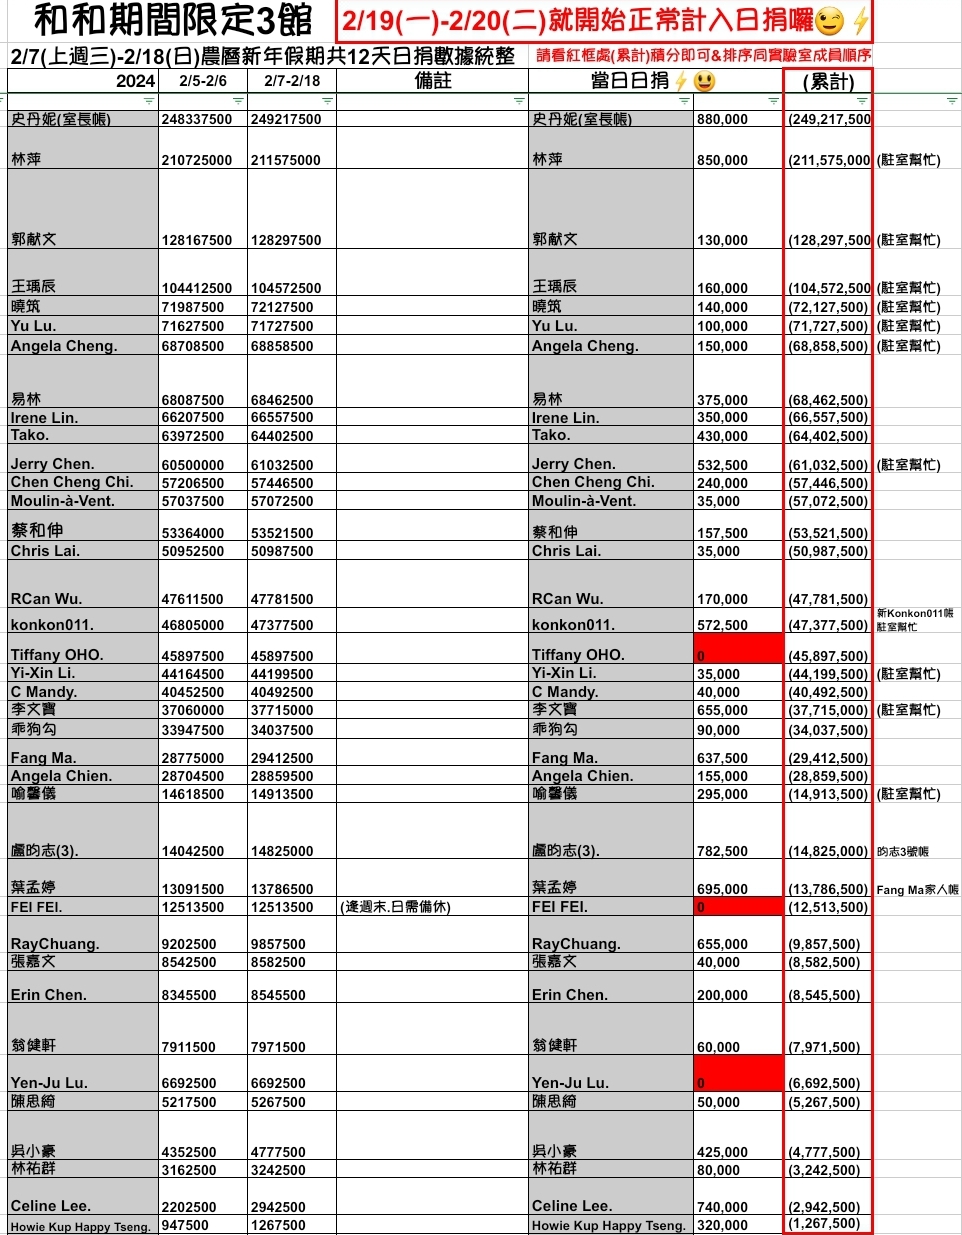 和和期間限定3館
2/19(一)-2/20(二)就開始正常計入日捐囉😉⚡
2/7(上週三)-2/18(日)農曆新年假期共12天日捐數據統整
請看紅框處(累計)積分即可&排序同實驗室成員順序
2024 2/5-2/6 2/7-2/18 備註 當日日捐⚡😃 (累計)
史丹妮(室長帳) 248337500 249217500 史丹妮(室長帳) 880,000 (249,217,500
林萍 210725000 211575000 林萍 850,000 (211,575,000 (駐室幫忙)
郭献文 128167500 128297500 郭献文 130,000 (128,297,500 (駐室幫忙)
王瑀辰 104412500 104572500 王瑀辰 160,000 (104,572,500 (駐室幫忙)
曉筑 71987500 72127500 曉筑 140,000 (72,127,500) (駐室幫忙)
Yu Lu. 71627500 71727500 Yu Lu. 100,000 (71,727,500) (駐室幫忙)
Angela Cheng. 68708500 68858500 Angela Cheng. 150,000 (68,858,500) (駐室幫忙)
易林 68087500 68462500 易林 375,000 (68,462,500)
Irene Lin. 66207500 66557500 Irene Lin. 350,000 (66,557,500)
Tako. 63972500 64402500 Tako. 430,000 (64,402,500)
Jerry Chen. 60500000 61032500 Jerry Chen. 532,500 (61,032,500) (駐室幫忙)
Chen Cheng Chi. 57206500 57446500 Chen Cheng Chi. 240,000 (57,446,500)
Moulin-à-Vent. 57037500 57072500 Moulin-à-Vent. 35,000 (57,072,500)
蔡和伸 53364000 53521500 蔡和伸 157,500 (53,521,500)
Chris Lai. 50952500 50987500 Chris Lai. 35,000 (50,987,500)
RCan Wu. 47611500 47781500 RCan Wu. 170,000 (47,781,500)
konkon011. 46805000 47377500 konkon011. 572,500 (47,377,500) 新Konkon011帳
駐室幫忙
Tiffany OHO. 45897500 45897500 Tiffany OHO. 0 (45,897,500)
Yi-Xin Li. 44164500 44199500 Yi-Xin Li. 35,000 (44,199,500) (駐室幫忙)
C Mandy. 40452500 40492500 C Mandy. 40,000 (40,492,500)
李文寶 37060000 37715000 李文寶 655,000 (37,715,000) (駐室幫忙)
乖狗勾 33947500 34037500 乖狗勾 90,000 (34,037,500)
Fang Ma. 28775000 29412500 Fang Ma. 637,500 (29,412,500)
Angela Chien. 28704500 28859500 Angela Chien. 155,000 (28,859,500)
喻馨儀 14618500 14913500 喻馨儀 295,000 (14,913,500) (駐室幫忙)
盧昀志(3). 14042500 14825000 盧昀志(3). 782,500 (14,825,000) 昀志3號帳
葉孟婷 13091500 13786500 葉孟婷 695,000 (13,786,500) Fang Ma家人帳
FEI FEI. 12513500 12513500 (逢週末.日需備休) FEI FEI. 0 (12,513,500)
RayChuang. 9202500 9857500 RayChuang. 655,000 (9,857,500)
張嘉文 8542500 8582500 張嘉文 40,000 (8,582,500)
Erin Chen. 8345500 8545500 Erin Chen. 200,000 (8,545,500)
翁健軒 7911500 7971500 翁健軒 60,000 (7,971,500)
Yen-Ju Lu. 6692500 6692500 Yen-Ju Lu. 0 (6,692,500)
陳思綺 5217500 5267500 陳思綺 50,000 (5,267,500)
吳小豪 4352500 4777500 吳小豪 425,000 (4,777,500)
林祐群 3162500 3242500 林祐群 80,000 (3,242,500)
Celine Lee. 2202500 2942500 Celine Lee. 740,000 (2,942,500)
Howie Kup Happy Tseng. 947500 1267500 Howie Kup Happy Tseng. 320,000 (1,267,500)